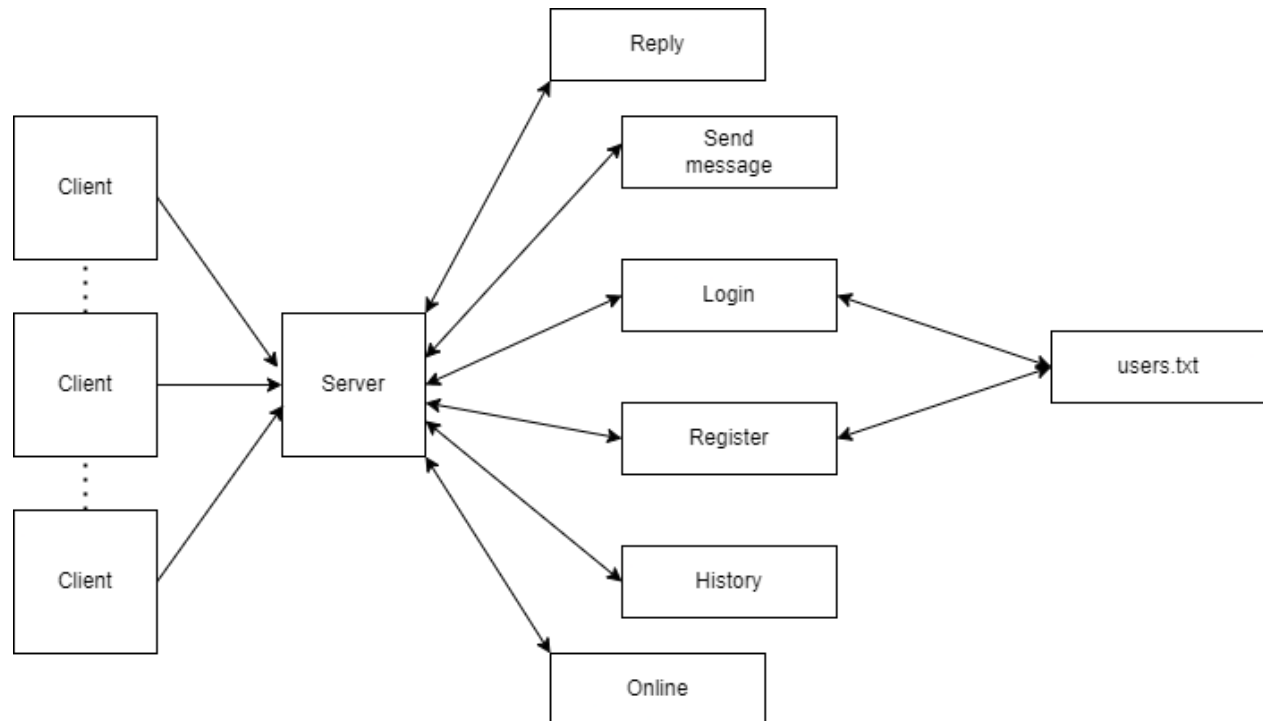 Reply
Send
message
Client
Login
Client
Server
users.txt
Register
Client
History
Online